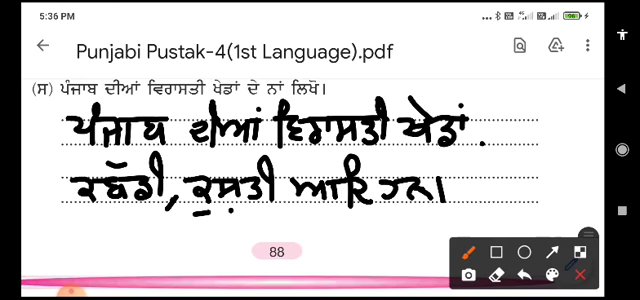 5:36 PM
Punjabi Pustak-4(1st Language).pdf
(ਸ) ਪੰਜਾਬ ਦੀਆਂ ਵਿਰਾਸਤੀ ਖੇਡਾਂ ਦੇ ਨਾਂ ਲਿਖੋ।
ਪੰਜਾਬ ਦੀਆਂ ਵਿਰਾਸਤੀ ਖੇਡਾਂ
ਕਬੱਡੀ, ਕੁਸ਼ਤੀ ਆਦਿ ਹਨ।
88